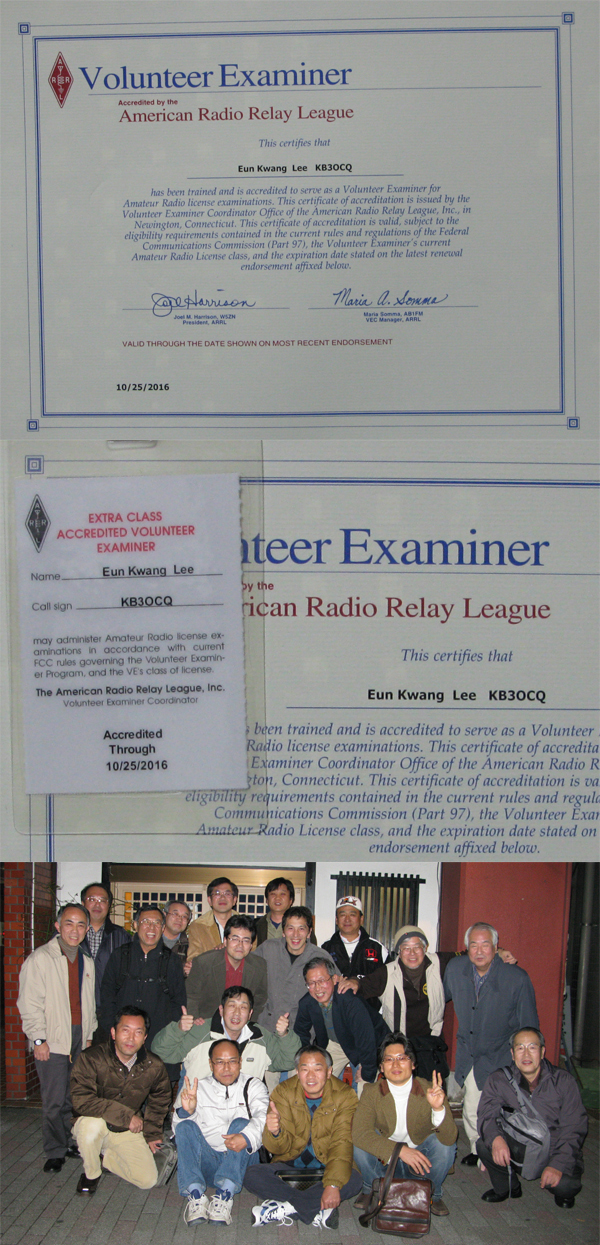 Volunteer Examiner
Accredited by the
American Radio Relay League
This certifies that
Eun Kwang Lee KB3OCQ
has been trained and is accredited to serve as a Volunteer Examiner for
Amateur Radio license examinations. This certificate of accreditation is issued by the
Volunteer Examiner Coordinator Office of the American Radio Relay League, Inc., in
Newington, Connecticut. This certificate of accreditation is valid, subject to the
eligibility requirements contained in the current rules and regulations of the Federal
Communications Commission (Part 97), the Volunteer Examiner's current
Amateur Radio License class, and the expiration date stated on the latest renewal
endorsement affixed below.
Joel Harrison Maria A. Somma
Joel M. Harrison, W5ZN Maria Somma, AB1FM
President, ARRL VEC Manager, ARRL
VALID THROUGH THE DATE SHOWN ON MOST RECENT ENDORSEMENT
10/25/2016
EXTRA CLASS
ACCREDITED VOLUNTEER
EXAMINER
Name Eun Kwang Lee
Call sign KB3OCQ
may administer Amateur Radio license ex-
aminations in accordance with current
FCC rules governing the Volunteer Examin-
er Program, and the VE's class of license.
The American Radio Relay League, Inc.
Volunteer Examiner Coordinator
Accredited
Through
10/25/2016
nteer Examiner
by the
rican Radio Relay League
This certifies that
Eun Kwang Lee KB3OCQ
s been trained and is accredited to serve as a Volunteer
Radio license examinations. This certificate of accredita
Examiner Coordinator Office of the American Radio R
gton, Connecticut. This certificate of accreditation is va
eligibility requirements contained in the current rules and regula
Communications Commission (Part 97), the Volunteer Exam
Amateur Radio License class, and the expiration date stated on
endorsement affixed below.